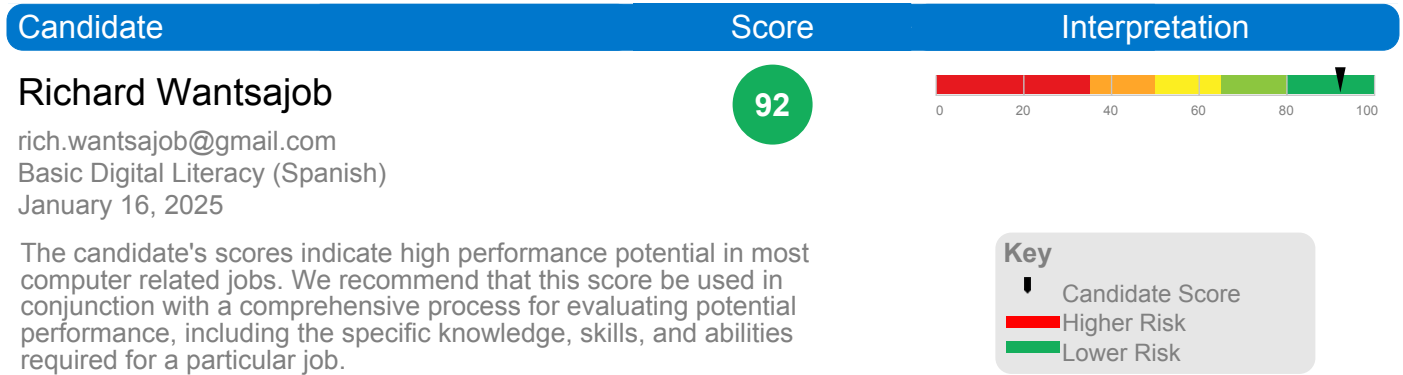 Candidate Score Interpretation
Richard Wantsajob
92
0 20 40 60 80 100
rich.wantsajob@gmail.com
Basic Digital Literacy (Spanish)
January 16, 2025
The candidate's scores indicate high performance potential in most
computer related jobs. We recommend that this score be used in
conjunction with a comprehensive process for evaluating potential
performance, including the specific knowledge, skills, and abilities
required for a particular job.
Key
Candidate Score
Higher Risk
Lower Risk